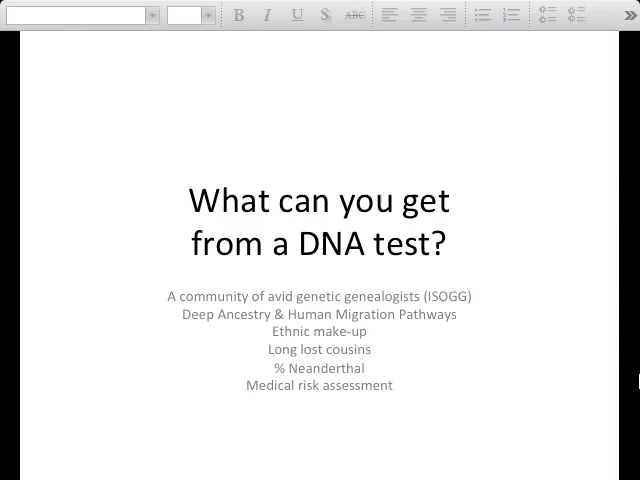 B I U S ABC
What can you get
from a DNA test?
A community of avid genetic genealogists (ISOGG)
Deep Ancestry & Human Migration Pathways
Ethnic make-up
Long lost cousins
% Neanderthal
Medical risk assessment